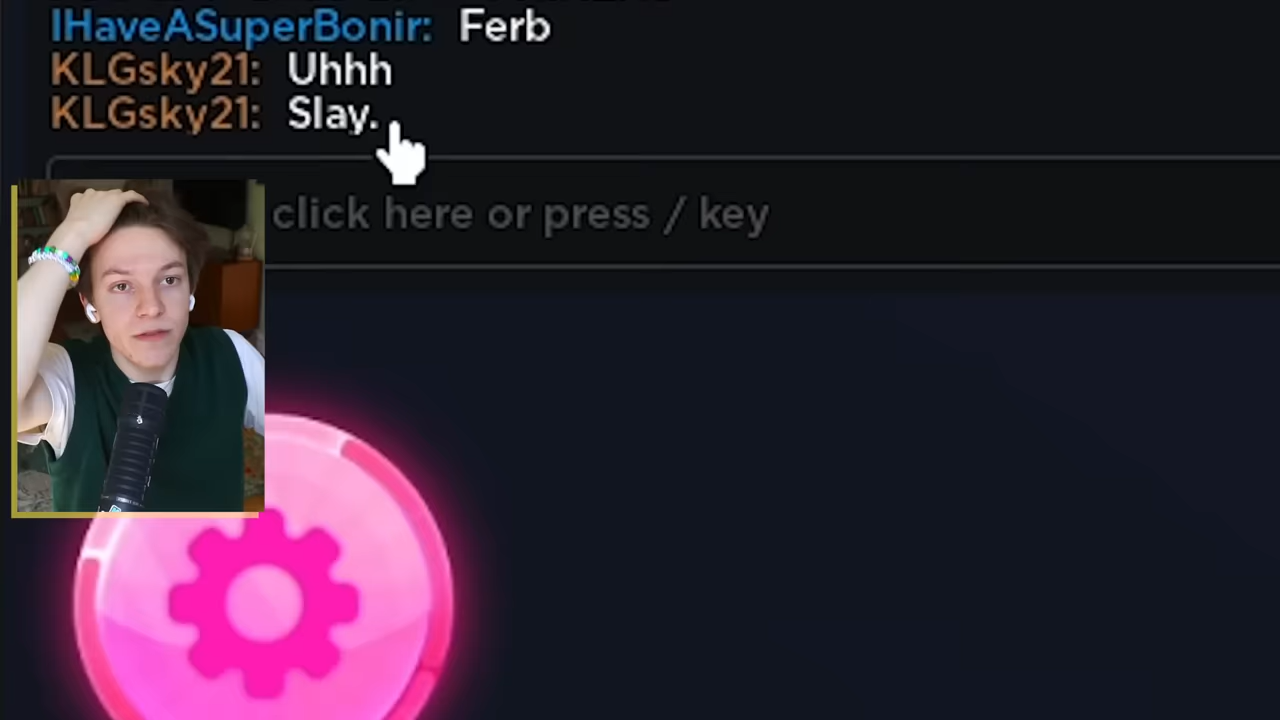 IHaveASuperBonir: Ferb
KLGsky21: Uhhh
KLGsky21: Slay.
click here or press / key